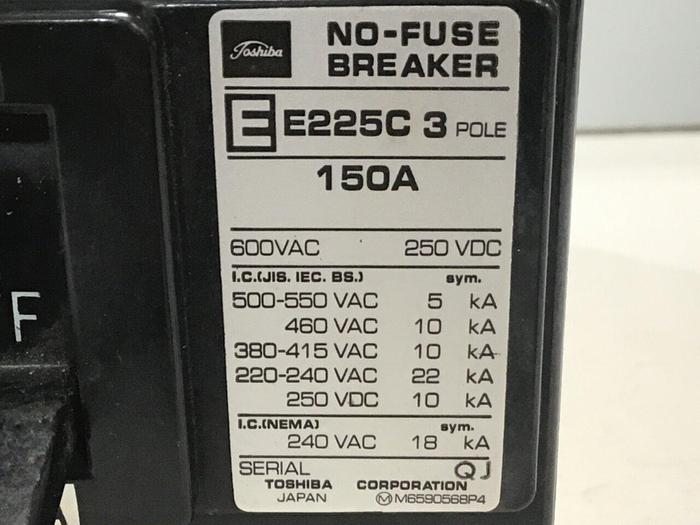 Toshiba
NO-FUSE
BREAKER
E E225C 3 POLE
150A
600VAC 250 VDC
I.C.(JIS. IEC. BS.) sym.
500-550 VAC 5 kA
460 VAC 10 kA
380-415 VAC 10 kA
220-240 VAC 22 kA
250 VDC 10 kA
I.C.(NEMA) sym.
240 VAC 18 kA
SERIAL QJ
TOSHIBA CORPORATION
JAPAN Ⓜ M6590568P4
F